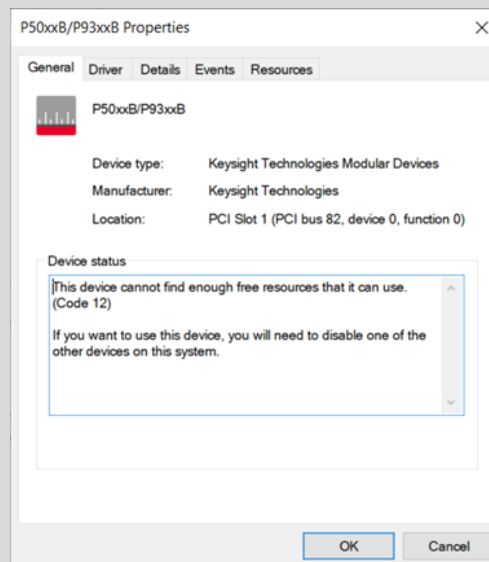 P50xxB/P93xxB Properties
General Driver Details Events Resources
P50xxB/P93xxB
Device type: Keysight Technologies Modular Devices
Manufacturer: Keysight Technologies
Location: PCI Slot 1 (PCI bus 82, device 0, function 0)
Device status
This device cannot find enough free resources that it can use.
(Code 12)
If you want to use this device, you will need to disable one of the
other devices on this system.
OK Cancel